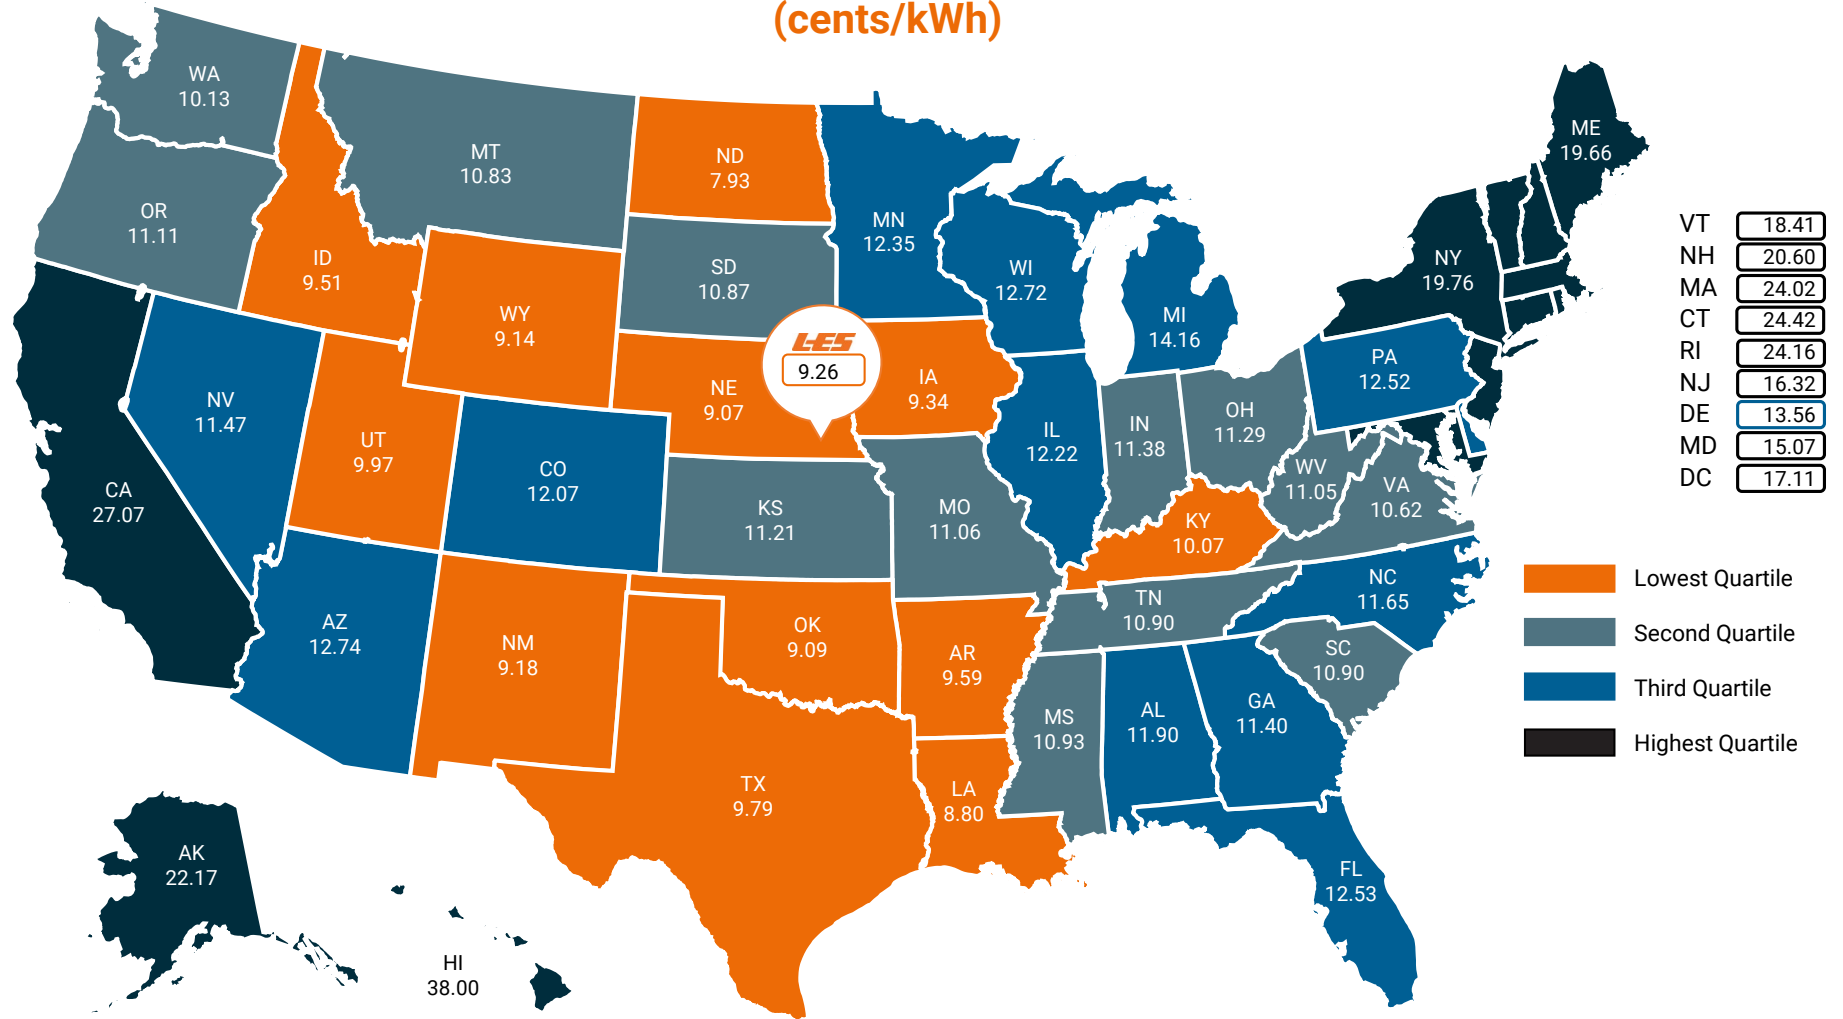 (cents/kWh)
WA
10.13
MT
10.83
ND
7.93
ME
19.66
OR
11.11
ID
9.51
SD
10.87
MN
12.35
WI
12.72
NY
19.76
VT 18.41
NH 20.60
MA 24.02
CT 24.42
RI 24.16
NJ 16.32
DE 13.56
MD 15.07
DC 17.11
WY
9.14
MI
14.16
LES
9.26
PA
12.52
NE
9.07
IA
9.34
NV
11.47
UT
9.97
CO
12.07
IL
12.22
IN
11.38
OH
11.29
WV
11.05
VA
10.62
CA
27.07
KS
11.21
MO
11.06
KY
10.07
NC
11.65
TN
10.90
AZ
12.74
NM
9.18
OK
9.09
AR
9.59
SC
10.90
MS
10.93
AL
11.90
GA
11.40
TX
9.79
LA
8.80
FL
12.53
AK
22.17
HI
38.00
Lowest Quartile
Second Quartile
Third Quartile
Highest Quartile